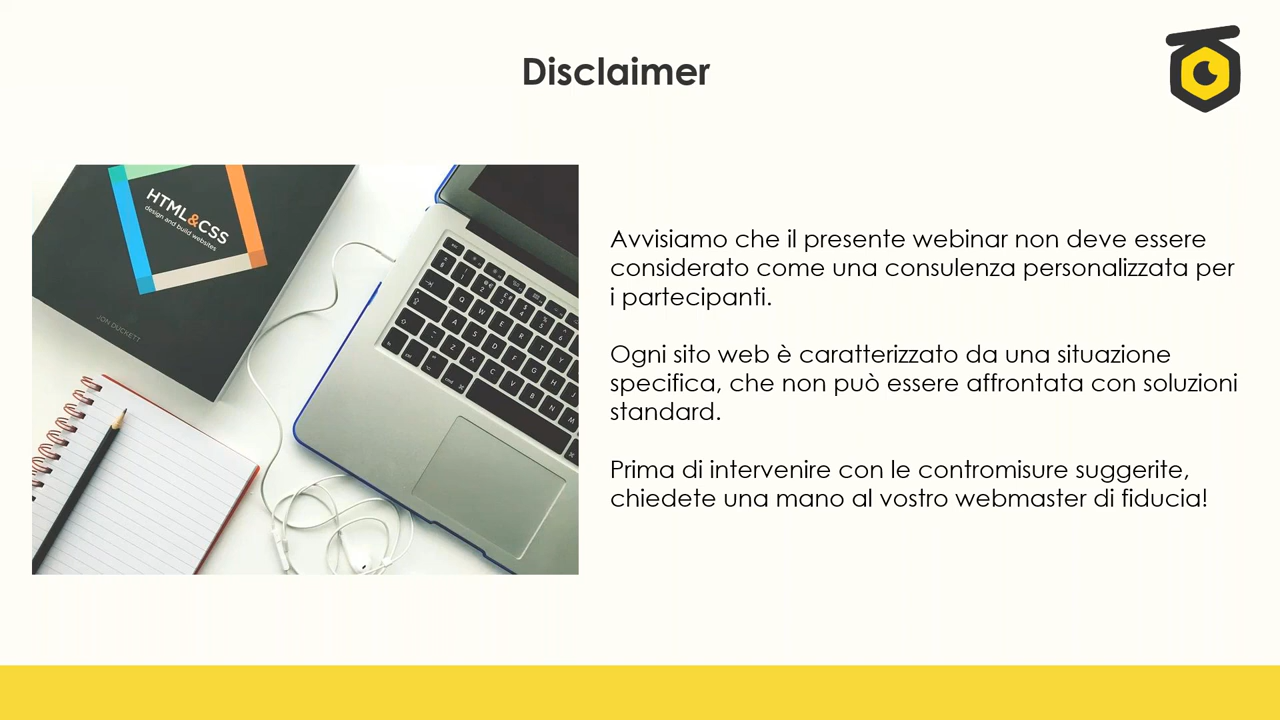 Disclaimer
HTML&CSS
design and build websites
JON DUCKETT
Avvisiamo che il presente webinar non deve essere
considerato come una consulenza personalizzata per
i partecipanti.
Ogni sito web è caratterizzato da una situazione
specifica, che non può essere affrontata con soluzioni
standard.
Prima di intervenire con le contromisure suggerite,
chiedete una mano al vostro webmaster di fiducia!